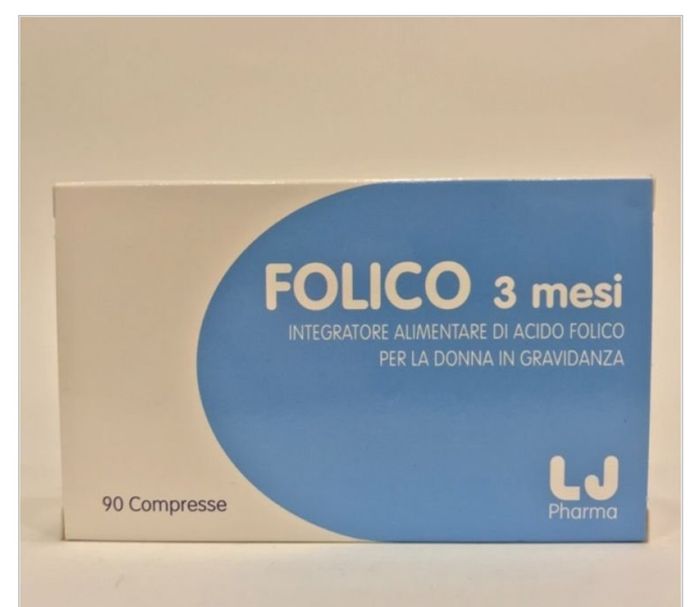 FOLICO 3 mesi
INTEGRATORE ALIMENTARE DI ACIDO FOLICO
PER LA DONNA IN GRAVIDANZA
90 Compresse
LJ
Pharma